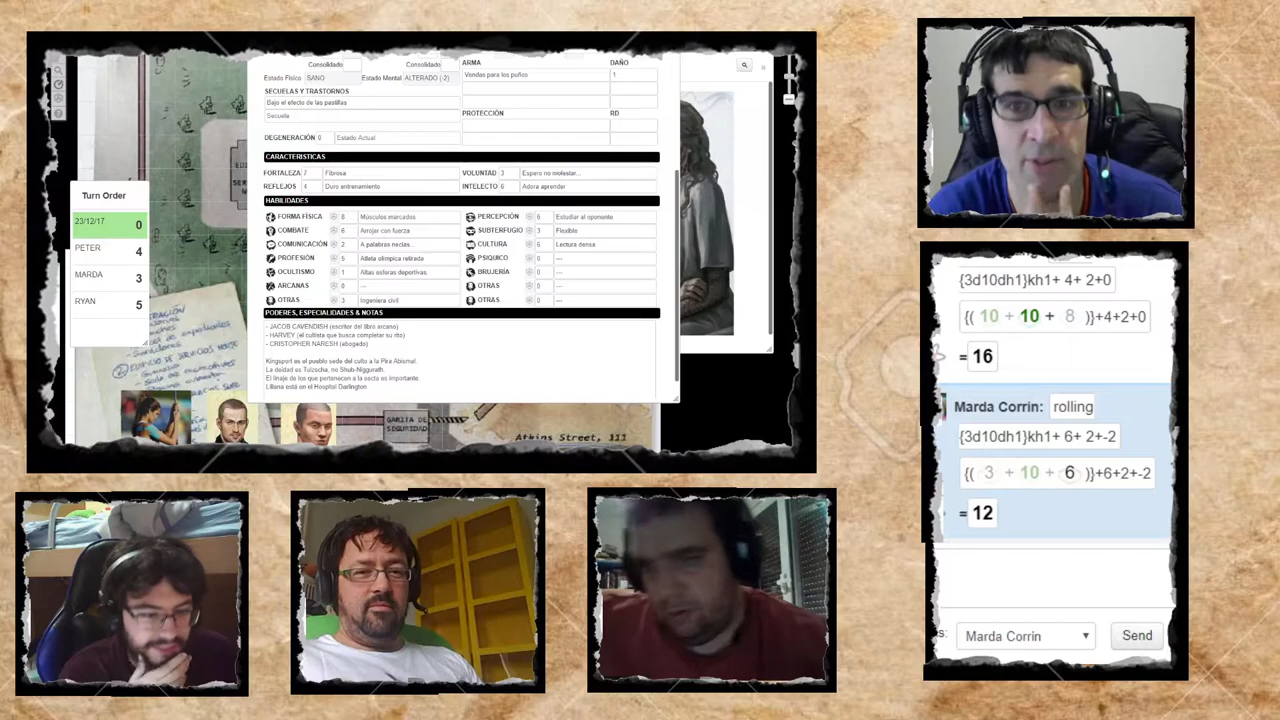 Consolidado
Consolidado
ARMA
DAÑO
Estado Físico
SANO
Estado Mental
ALTERADO (-2)
Vendas para los puños
1
SECUELAS Y TRASTORNOS
Bajo el efecto de las pastillas
Secuela
PROTECCIÓN
RD
DEGENERACIÓN 0
Estado Actual
CARACTERISTICAS
FORTALEZA 7 Fibrosa
VOLUNTAD 3 Espero no molestar...
REFLEJOS 4 Duro entrenamiento
INTELECTO 6 Adora aprender
HABILIDADES
FORMA FÍSICA 8 Músculos marcados
PERCEPCIÓN 6 Estudiar al oponente
COMBATE 6 Arrojar con fuerza
SUBTERFUGIO 3 Flexible
COMUNICACIÓN 2 A palabras necias...
CULTURA 6 Lectura densa
PROFESIÓN 5 Atleta olímpica retirada
PSIQUICO 0 ---
OCULTISMO 1 Altas esferas deportivas.
BRUJERÍA 0 ---
ARCANAS 0 ---
OTRAS 0 ---
OTRAS 3 Ingeniera civil
OTRAS 0 ---
PODERES, ESPECIALIDADES & NOTAS
- JACOB CAVENDISH (escritor del libro arcano)
- HARVEY (el cultista que busca completar su rito)
- CRISTOPHER NARESH (abogado)
Kingsport es el pueblo sede del culto a la Pira Abismal.
La deidad es Tulzscha, no Shub-Niggurath.
El linaje de los que pertenecen a la secta es importante.
Liliana está en el Hospital Darlington
Turn Order
23/12/17 0
PETER 4
MARDA 3
RYAN 5
GARITA DE
SEGURIDAD
Atkins Street, 111
{3d10dh1}kh1+ 4+ 2+0
{( 10 + 10 + 8 )}+4+2+0
= 16
Marda Corrin: rolling
{3d10dh1}kh1+ 6+ 2+-2
{( 3 + 10 + 6 )}+6+2+-2
= 12
s:
Marda Corrin
Send